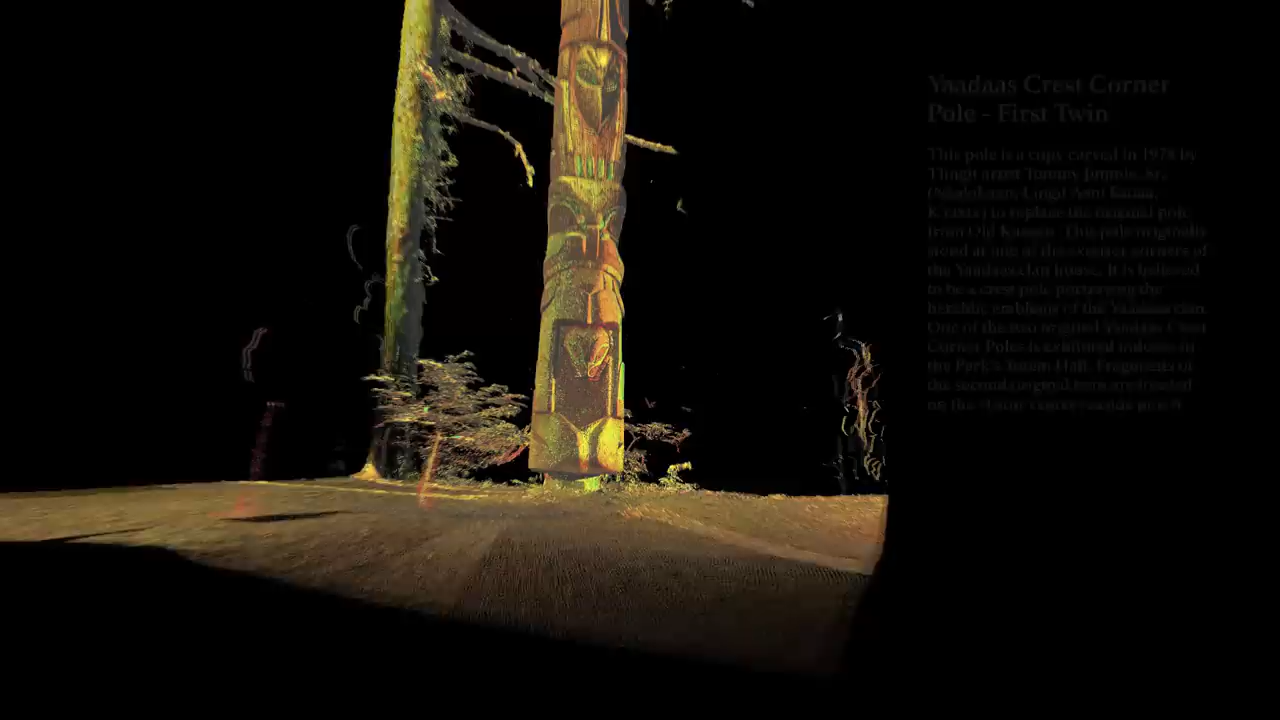 Yaadaas Crest Corner
Pole - First Twin
This pole is a copy carved in 1978 by
Tlingit artist Tommy Jimmie, Sr.
to replace the original pole
from Old Kasaan. This pole originally
stood at one of the exterior corners of
the Yaadaas clan house. It is believed
to be a crest pole portraying the
heraldic emblems of the Yaadaas clan.
One of the two original Yaadaas Crest
Corner Poles is exhibited indoors in
the Park's Totem Hall. Fragments of
the second original pole are
on the